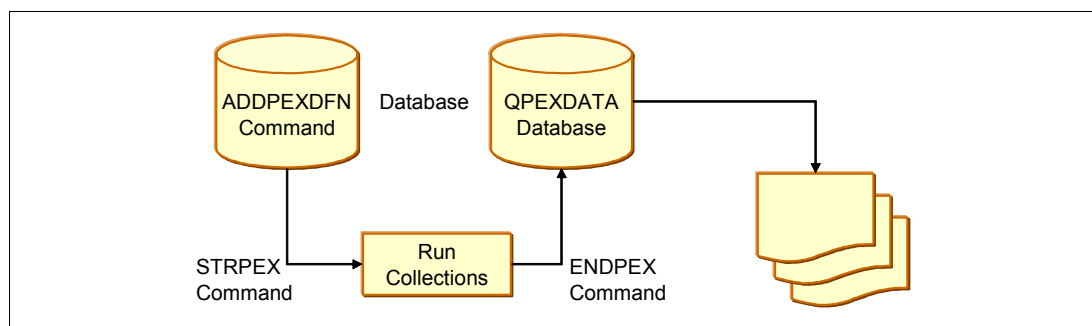 ADDPEXDFN
Command
Database
QPEXDATA
Database
STRPEX
Command
Run
Collections
ENDPEX
Command